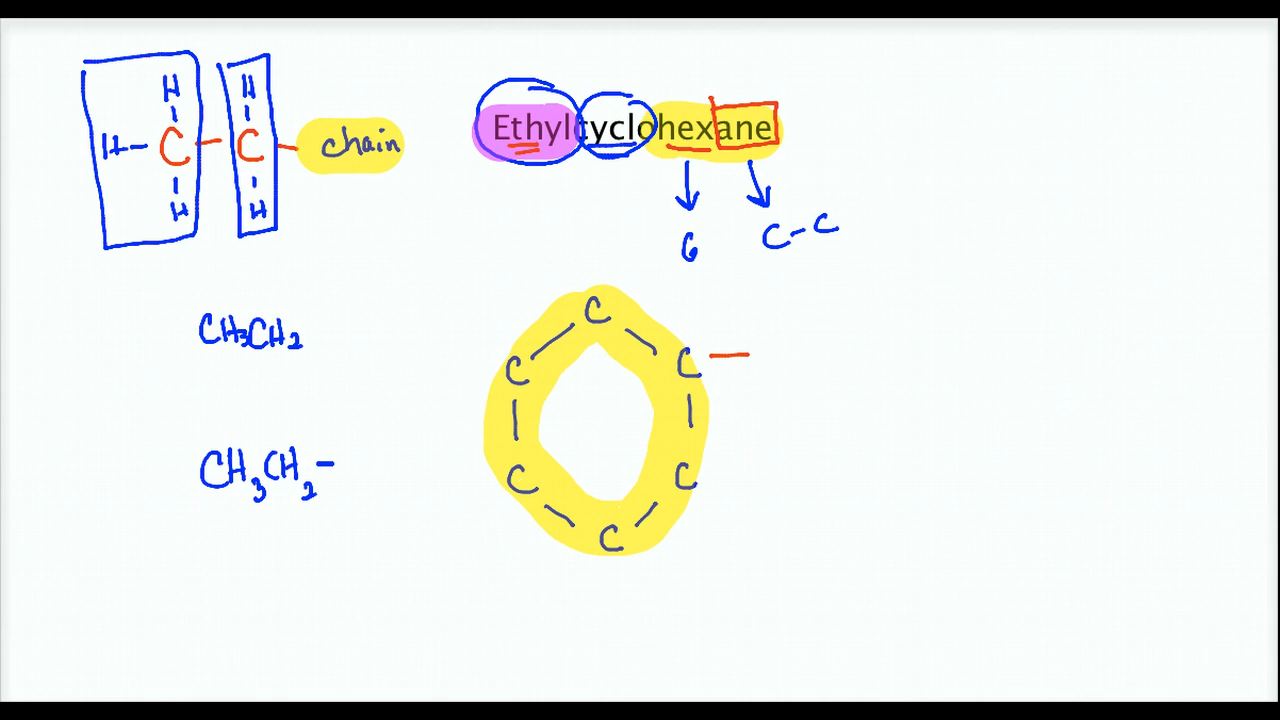 H H
H-C-C-chain
H H
Ethylcyclohexane
6 C-C
CH3CH2
CH3CH2-
C
C C
C C
C